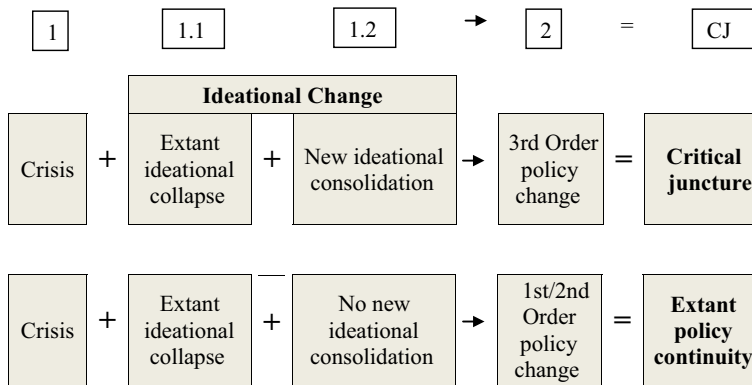 1 1.1 1.2 → 2 = CJ
Ideational Change
Crisis + Extant ideational collapse + New ideational consolidation → 3rd Order policy change = Critical juncture
Crisis + Extant ideational collapse + No new ideational consolidation → 1st/2nd Order policy change = Extant policy continuity